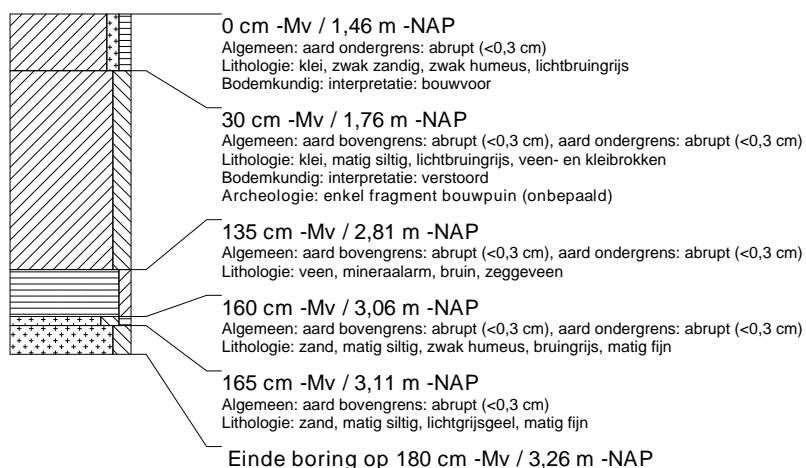 0 cm -Mv / 1,46 m -NAP
Algemeen: aard ondergrens: abrupt (<0,3 cm)
Lithologie: klei, zwak zandig, zwak humeus, lichtbruingrijs
Bodemkundig: interpretatie: bouwvoor
30 cm -Mv / 1,76 m -NAP
Algemeen: aard bovengrens: abrupt (<0,3 cm), aard ondergrens: abrupt (<0,3 cm)
Lithologie: klei, matig siltig, lichtbruingrijs, veen- en kleibrokken
Bodemkundig: interpretatie: verstoord
Archeologie: enkel fragment bouwpuin (onbepaald)
135 cm -Mv / 2,81 m -NAP
Algemeen: aard bovengrens: abrupt (<0,3 cm), aard ondergrens: abrupt (<0,3 cm)
Lithologie: veen, mineraalarm, bruin, zeggeveen
160 cm -Mv / 3,06 m -NAP
Algemeen: aard bovengrens: abrupt (<0,3 cm), aard ondergrens: abrupt (<0,3 cm)
Lithologie: zand, matig siltig, zwak humeus, bruingrijs, matig fijn
165 cm -Mv / 3,11 m -NAP
Algemeen: aard bovengrens: abrupt (<0,3 cm)
Lithologie: zand, matig siltig, lichtgrijsgeel, matig fijn
Einde boring op 180 cm -Mv / 3,26 m -NAP